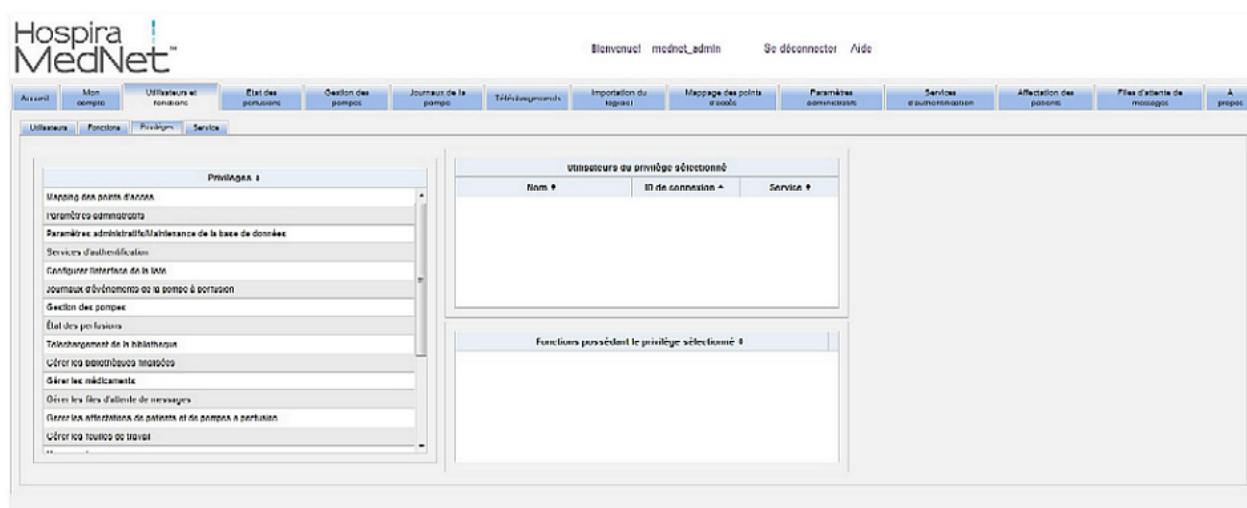 Hospira
MedNet™
Bienvenue! mednet_admin Se déconnecter Aide
Accueil
Mon compte
Utilisateurs et fonctions
État des perfusions
Gestion des pompes
Journaux de la pompe
Téléchargements
Importation du logiciel
Mappage des points d'accès
Paramètres administratifs
Services d'authentification
Affectation des patients
Files d'attente de messages
À propos
Utilisateurs Fonctions Privilèges Service
Privilèges
Mapping des points d'accès
Paramètres administratifs
Paramètres administratifs/Maintenance de la base de données
Services d'authentification
Configurer l'interface de la liste
Journaux d'événements de la pompe à perfusion
Gestion des pompes
État des perfusions
Téléchargement de la bibliothèque
Gérer les bibliothèques finalisées
Gérer les médicaments
Gérer les files d'attente de messages
Gérer les affectations de patients et de pompes à perfusion
Gérer les feuilles de travail
Utilisateurs du privilège sélectionné
Nom ID de connexion Service
Fonctions possédant le privilège sélectionné